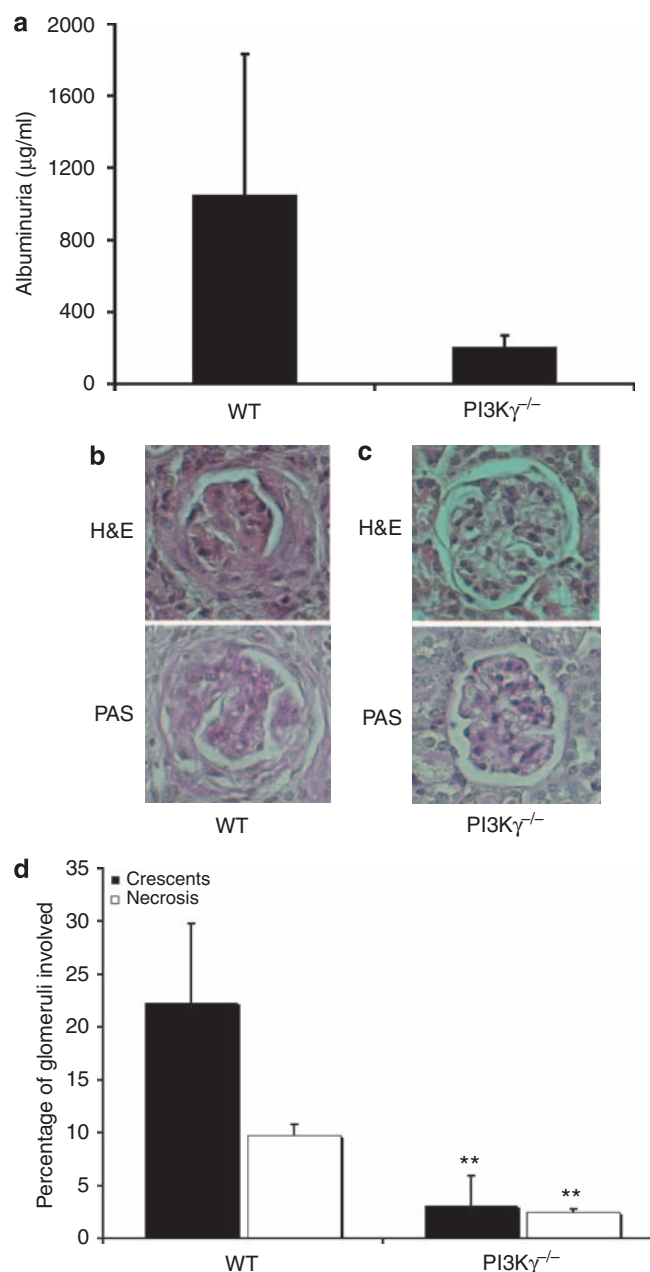 a
2000
1600
1200
800
400
0
Albuminuria (μg/ml)
WT
PI3Kγ–/–
b
c
H&E
H&E
PAS
PAS
WT
PI3Kγ–/–
d
35
30
25
20
15
10
5
0
Percentage of glomeruli involved
Crescents
Necrosis
**
**
WT
PI3Kγ–/–